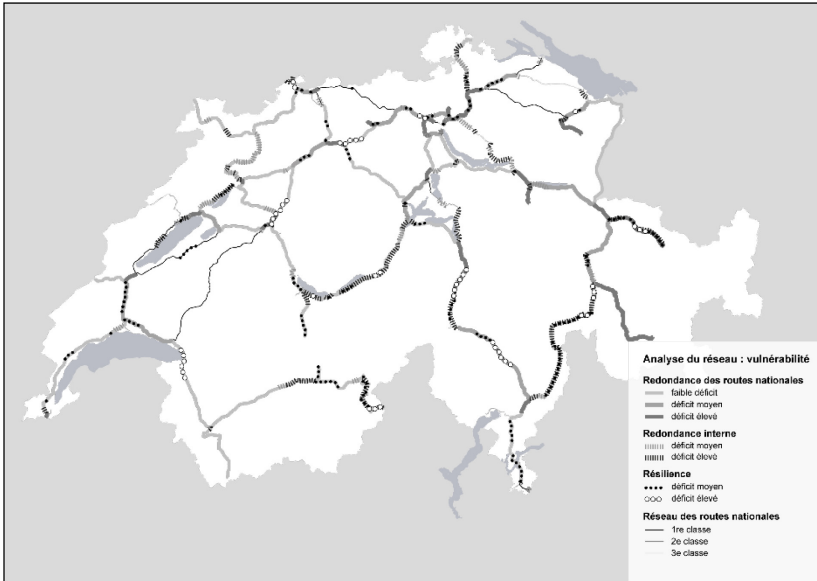 Analyse du réseau : vulnérabilité
Redondance des routes nationales
faible déficit
déficit moyen
déficit élevé
Redondance interne
déficit moyen
déficit élevé
Résilience
déficit moyen
déficit élevé
Réseau des routes nationales
1re classe
2e classe
3e classe